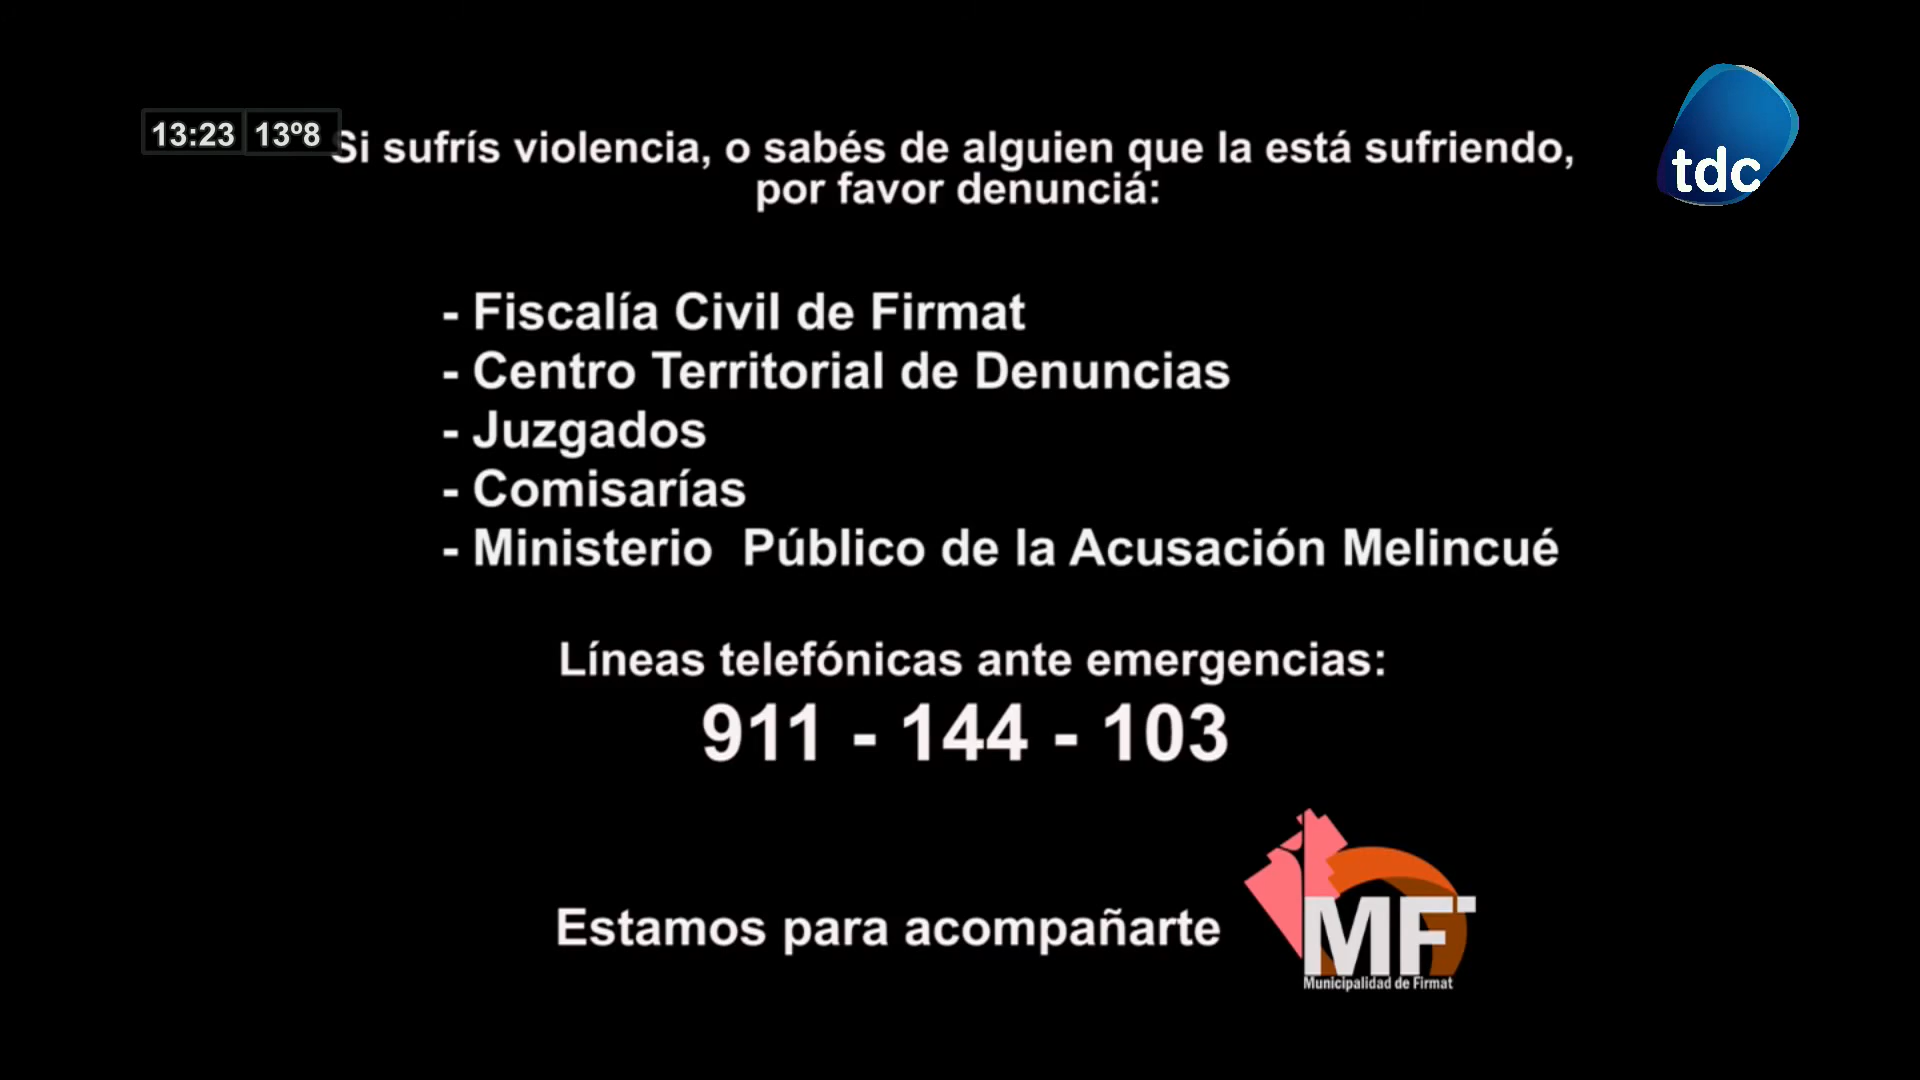 13:23 13º8
Si sufrís violencia, o sabés de alguien que la está sufriendo,
por favor denunciá:
tdc
- Fiscalía Civil de Firmat
- Centro Territorial de Denuncias
- Juzgados
- Comisarías
- Ministerio  Público de la Acusación Melincué
Líneas telefónicas ante emergencias:
911 - 144 - 103
Estamos para acompañarte
MF
Municipalidad de Firmat